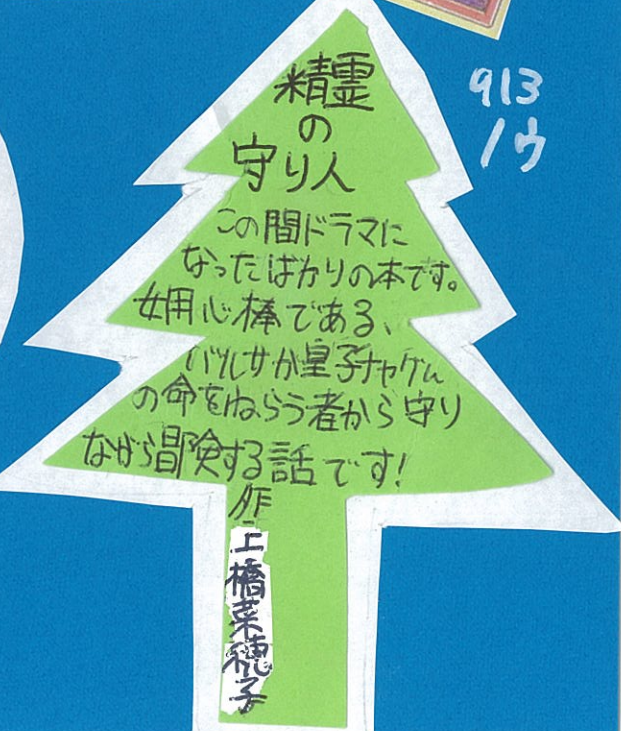 精霊
の
守り人
この間ドラマに
なったばかりの本です。
女用心棒である、
バルサが皇子チャグム
の命をねらう者から守り
ながら冒険する話です!
作
上橋菜穂子
913
ノウ